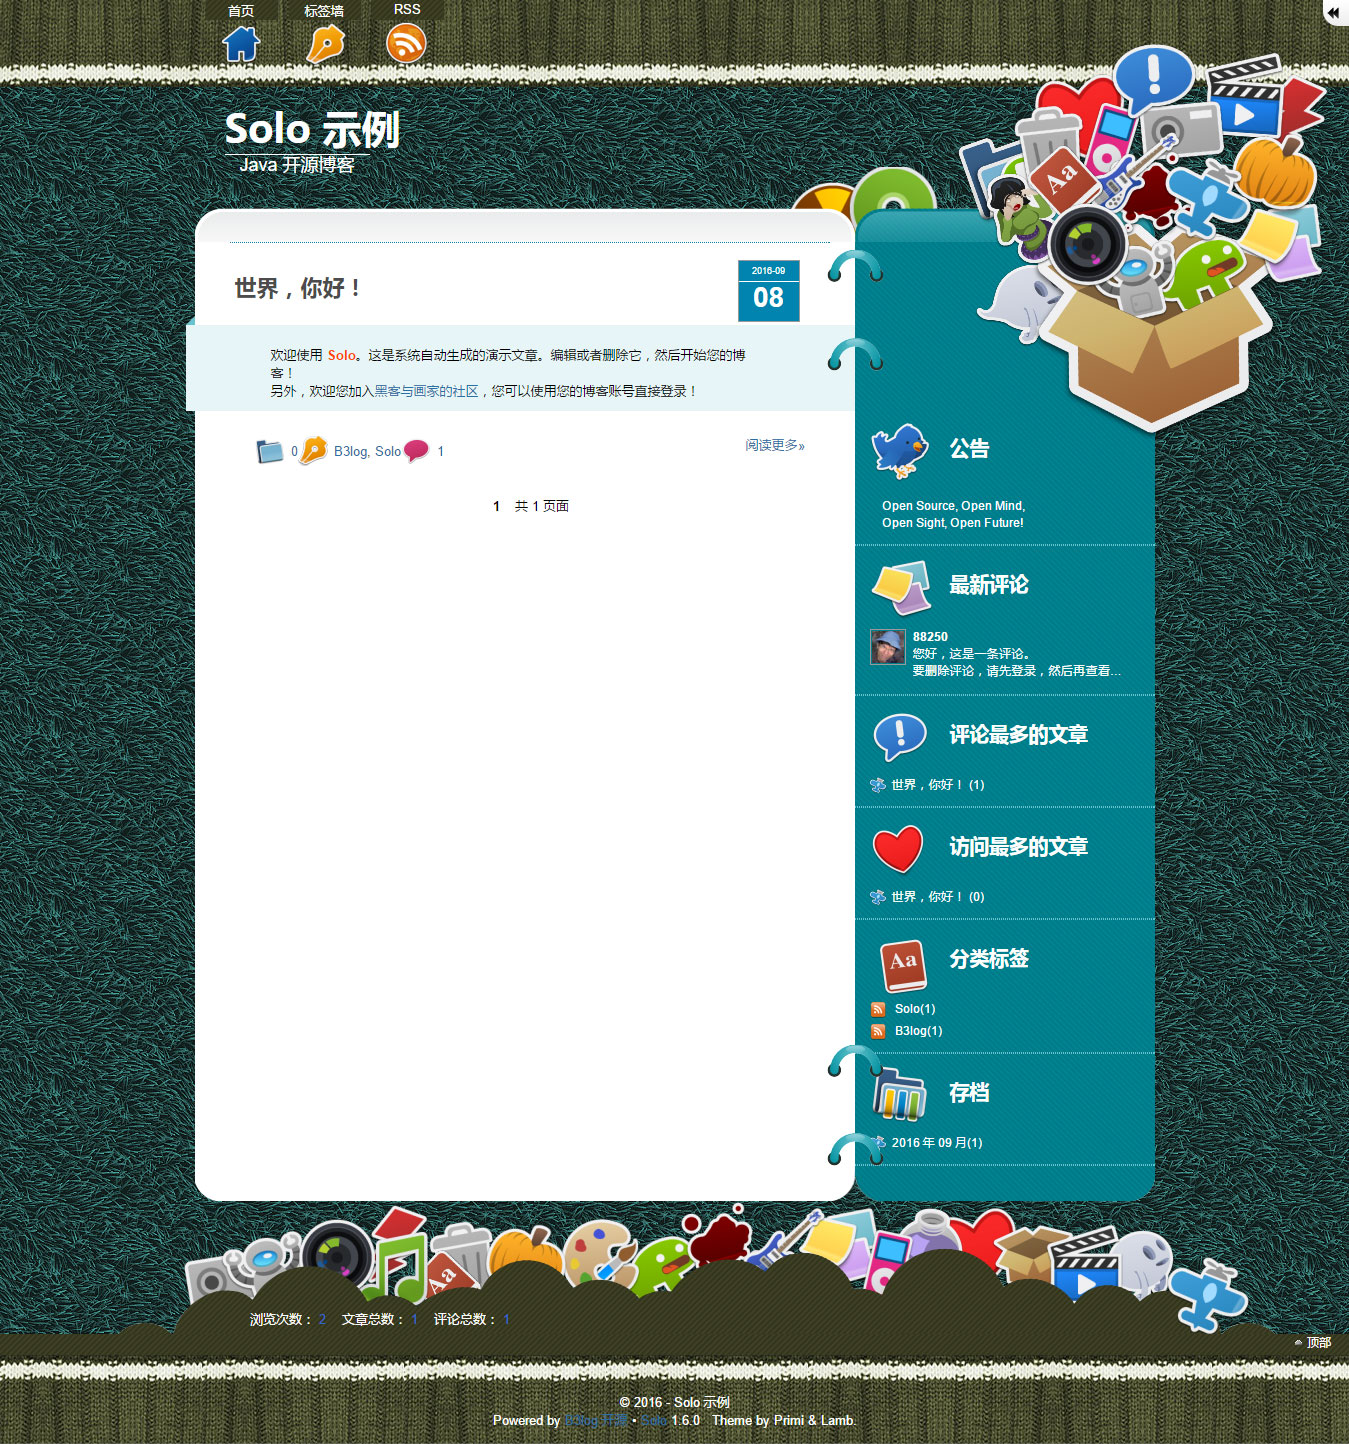 首页 标签墙 RSS
Solo 示例
Java 开源博客
世界，你好！
2016-09
08
欢迎使用 Solo。这是系统自动生成的演示文章。编辑或者删除它，然后开始您的博
客！
另外，欢迎您加入黑客与画家的社区，您可以使用您的博客账号直接登录！
0 B3log, Solo 1
阅读更多»
1 共 1 页面
公告
Open Source, Open Mind,
Open Sight, Open Future!
最新评论
88250
您好，这是一条评论。
要删除评论，请先登录，然后再查看...
评论最多的文章
世界，你好！ (1)
访问最多的文章
世界，你好！ (0)
Aa
分类标签
Solo(1)
B3log(1)
存档
2016 年 09 月(1)
浏览次数： 2 文章总数： 1 评论总数： 1
顶部
© 2016 - Solo 示例
Powered by B3log 开源 • Solo 1.6.0 Theme by Primi & Lamb.